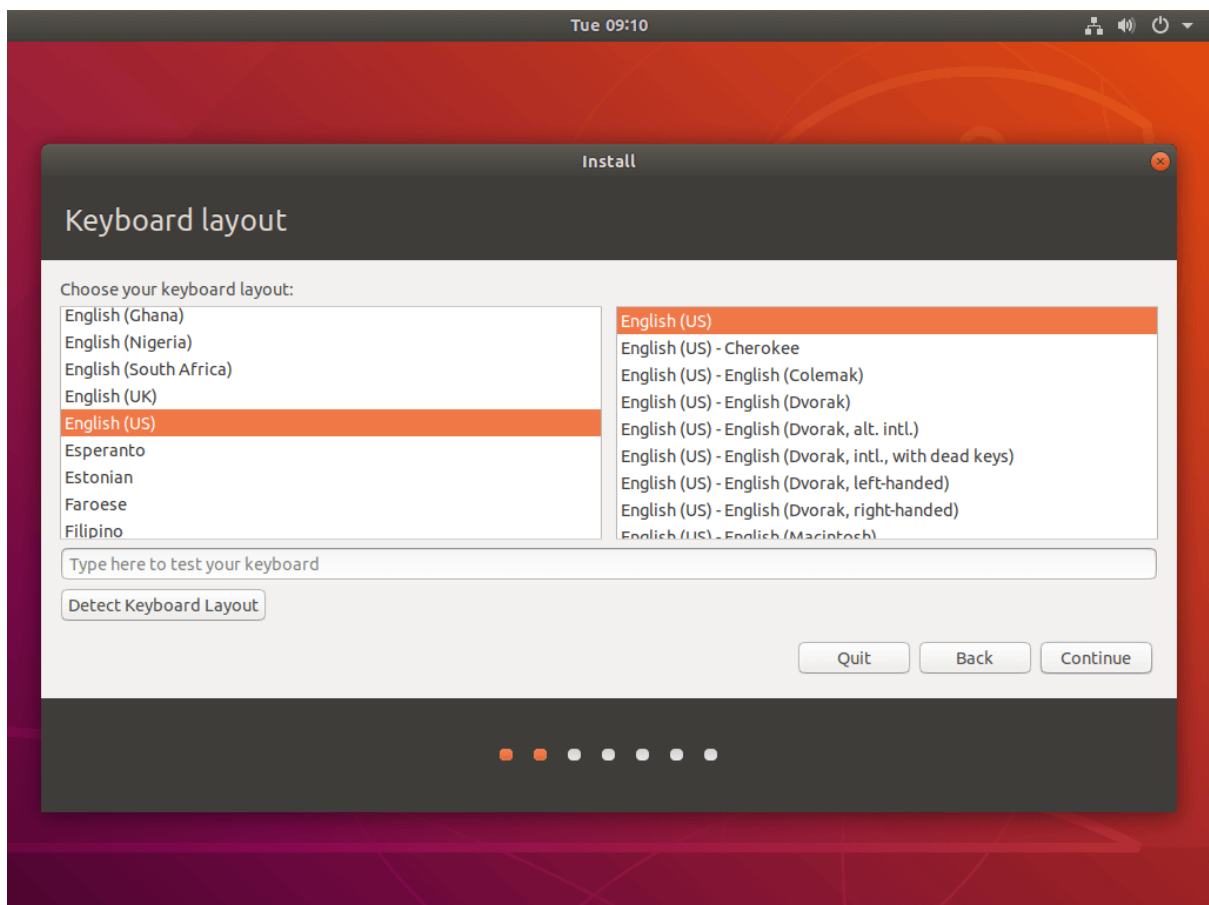 Tue 09:10
Install
Keyboard layout
Choose your keyboard layout:
English (Ghana)
English (Nigeria)
English (South Africa)
English (UK)
English (US)
Esperanto
Estonian
Faroese
Filipino
English (US)
English (US) - Cherokee
English (US) - English (Colemak)
English (US) - English (Dvorak)
English (US) - English (Dvorak, alt. intl.)
English (US) - English (Dvorak, intl., with dead keys)
English (US) - English (Dvorak, left-handed)
English (US) - English (Dvorak, right-handed)
English (US) - English (Macintosh)
Type here to test your keyboard
Detect Keyboard Layout
Quit Back Continue